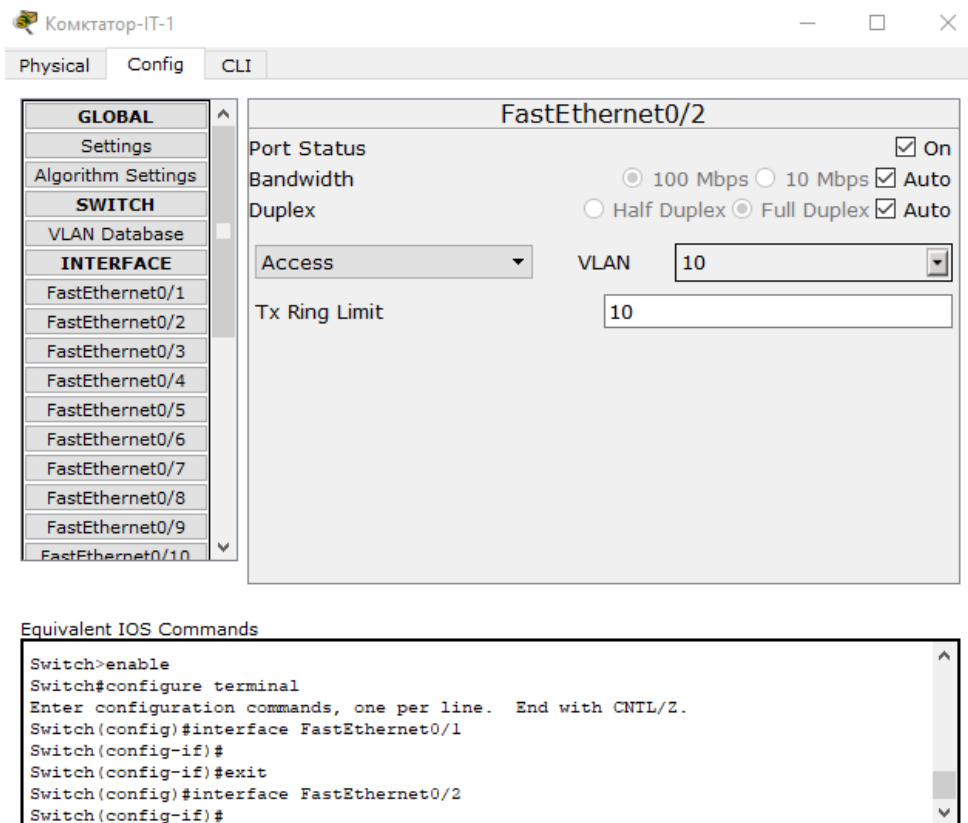 Комктатор-IT-1
Physical Config CLI
GLOBAL
Settings
Algorithm Settings
SWITCH
VLAN Database
INTERFACE
FastEthernet0/1
FastEthernet0/2
FastEthernet0/3
FastEthernet0/4
FastEthernet0/5
FastEthernet0/6
FastEthernet0/7
FastEthernet0/8
FastEthernet0/9
FastEthernet0/10
FastEthernet0/2
Port Status On
Bandwidth 100 Mbps 10 Mbps Auto
Duplex Half Duplex Full Duplex Auto
Access VLAN 10
Tx Ring Limit 10
Equivalent IOS Commands
Switch>enable
Switch#configure terminal
Enter configuration commands, one per line. End with CNTL/Z.
Switch(config)#interface FastEthernet0/1
Switch(config-if)#
Switch(config-if)#exit
Switch(config)#interface FastEthernet0/2
Switch(config-if)#